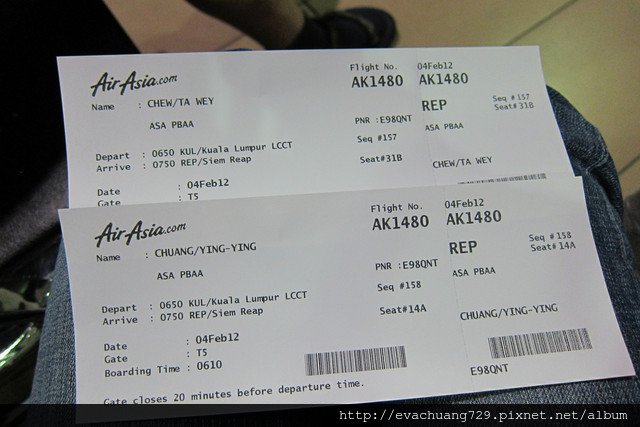 AirAsia.com
Flight No. 04Feb12
AK1480 AK1480
Name : CHEW/TA WEY
REP
Seq #157
Seat#31B
ASA PBAA
PNR :E98QNT
ASA PBAA
Seq #157
Depart : 0650 KUL/Kuala Lumpur LCCT
Arrive : 0750 REP/Siem Reap
Seat#31B
CHEW/TA WEY
Date : 04Feb12
Gate : T5
AirAsia.com
Flight No. 04Feb12
AK1480 AK1480
Name : CHUANG/YING-YING
REP
Seq #158
Seat#14A
ASA PBAA
PNR :E98QNT
ASA PBAA
Seq #158
Depart : 0650 KUL/Kuala Lumpur LCCT
Arrive : 0750 REP/Siem Reap
Seat#14A
CHUANG/YING-YING
Date : 04Feb12
Gate : T5
Boarding Time : 0610
E98QNT
Gate closes 20 minutes before departure time.
http://evachuang729.pixnet.net/album